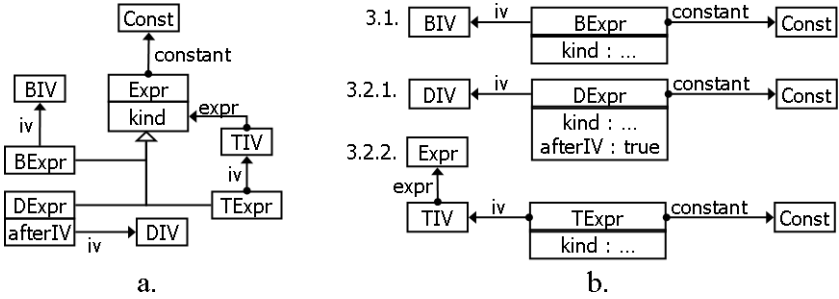 Const
constant
BIV
Expr
kind
expr
iv
TIV
BExpr
iv
DExpr
afterIV
TExpr
iv
DIV
a.
3.1. BIV iv BExpr constant Const
kind : ...
3.2.1. DIV iv DExpr constant Const
kind : ...
afterIV : true
3.2.2. Expr
expr
TIV iv TExpr constant Const
kind : ...
b.